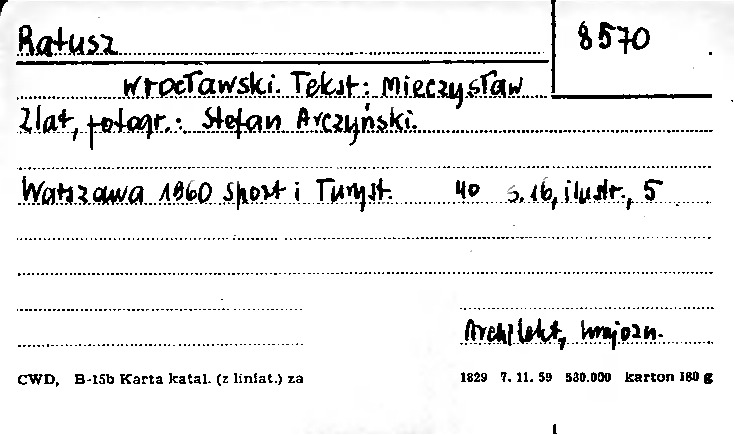 Ratusz
8570
wrocławski. Tekst: Mieczysław
Zlat, fotogr.: Stefan Arczyński.
Warszawa 1960 Sport i Turyst. 40 s. 16, ilustr., 5
Architekt, krajozn.
CWD, B-15b Karta katal. (z liniat.) za
1829 7. 11. 59 530.000 karton 180 g